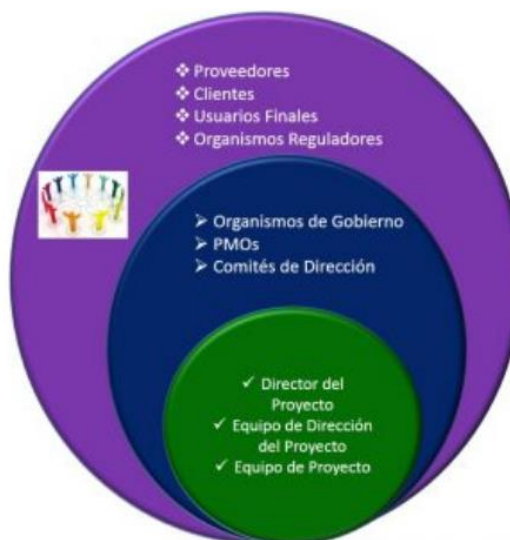 ❖ Proveedores
❖ Clientes
❖ Usuarios Finales
❖ Organismos Reguladores
➢ Organismos de Gobierno
➢ PMOs
➢ Comités de Dirección
✓ Director del
Proyecto
✓ Equipo de Dirección
del Proyecto
✓ Equipo de Proyecto